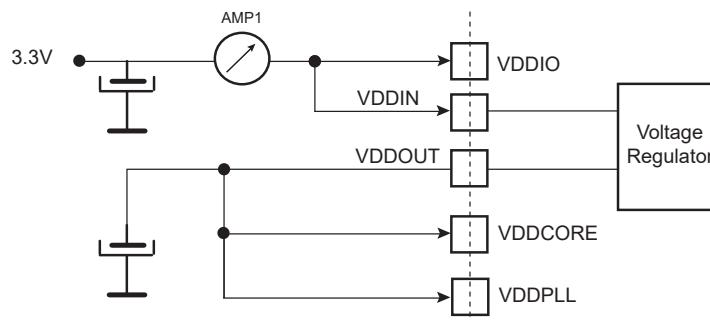 AMP1
3.3V
VDDIO
VDDIN
Voltage
Regulator
VDDOUT
VDDCORE
VDDPLL